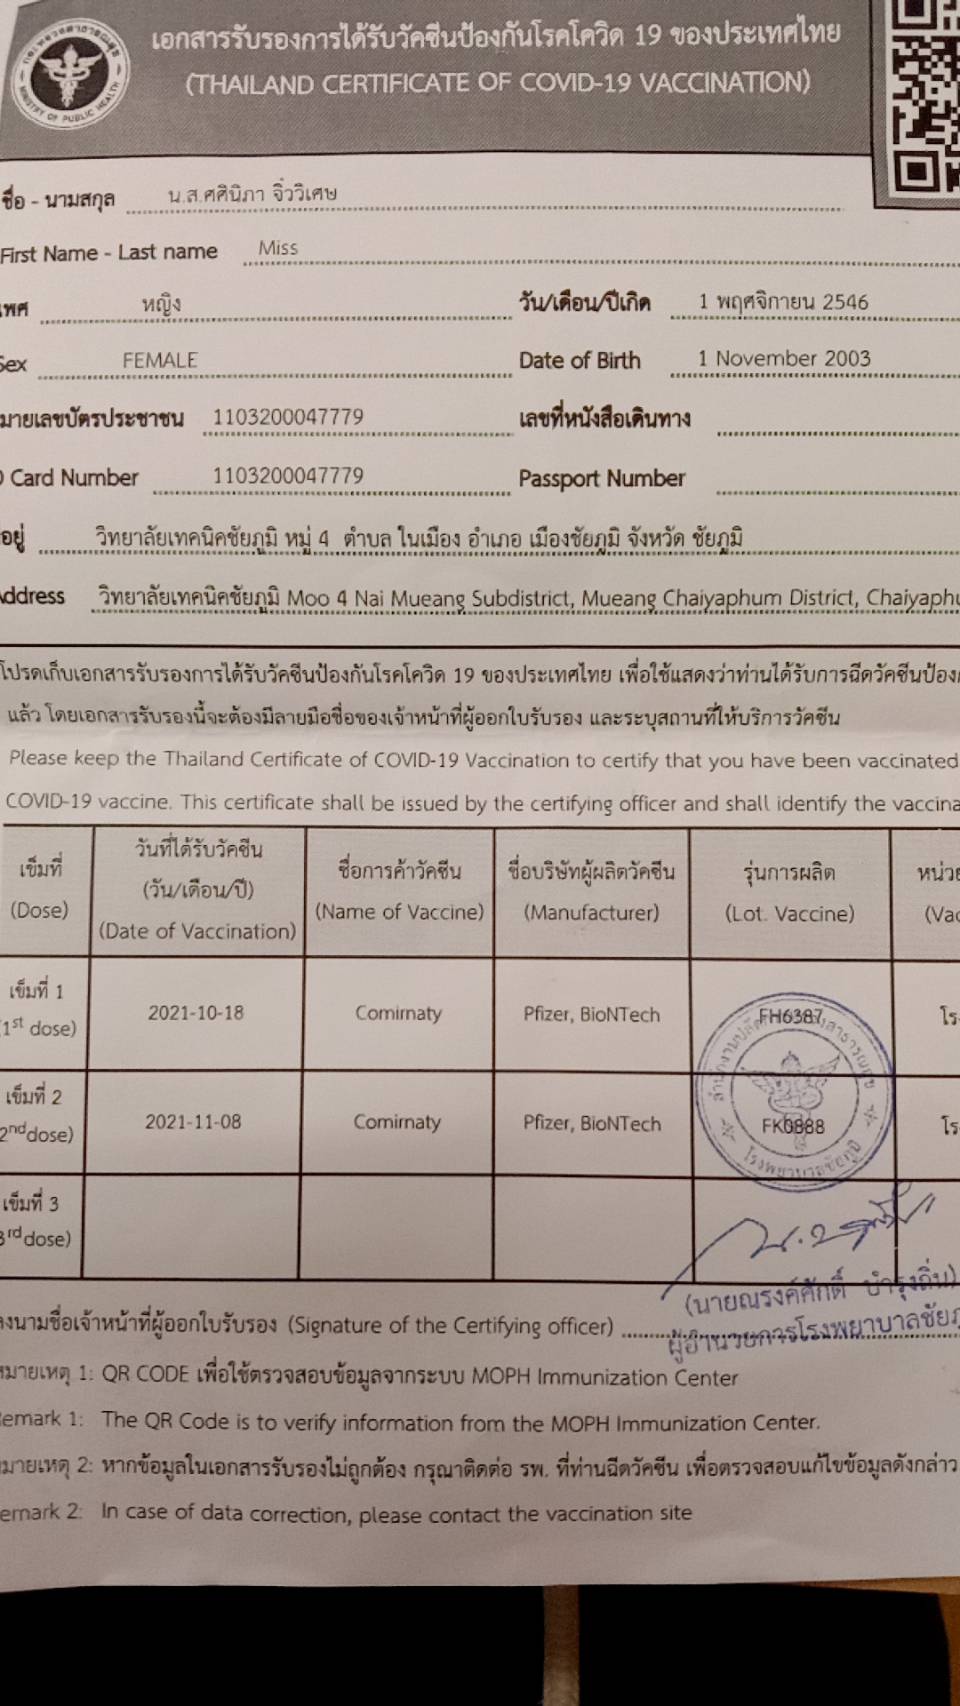 เอกสารรับรองการได้รับวัคซีนป้องกันโรคโควิด 19 ของประเทศไทย
(THAILAND CERTIFICATE OF COVID-19 VACCINATION)
MINISTRY OF PUBLIC HEALTH
ชื่อ - นามสกุล น.ส.ศศินิภา จิ๋ววิเศษ
First Name - Last name Miss
เพศ หญิง วัน/เดือน/ปีเกิด 1 พฤศจิกายน 2546
Sex FEMALE Date of Birth 1 November 2003
มายเลขบัตรประชาชน 1103200047779 เลขที่หนังสือเดินทาง
D Card Number 1103200047779 Passport Number
อยู่ วิทยาลัยเทคนิคชัยภูมิ หมู่ 4 ตำบล ในเมือง อำเภอ เมืองชัยภูมิ จังหวัด ชัยภูมิ
Address วิทยาลัยเทคนิคชัยภูมิ Moo 4 Nai Mueang Subdistrict, Mueang Chaiyaphum District, Chaiyaphu
โปรดเก็บเอกสารรับรองการได้รับวัคซีนป้องกันโรคโควิด 19 ของประเทศไทย เพื่อใช้แสดงว่าท่านได้รับการฉีดวัคซีนป้อง
แล้ว โดยเอกสารรับรองนี้จะต้องมีลายมือชื่อของเจ้าหน้าที่ผู้ออกใบรับรอง และระบุสถานที่ให้บริการวัคซีน
Please keep the Thailand Certificate of COVID-19 Vaccination to certify that you have been vaccinated
COVID-19 vaccine. This certificate shall be issued by the certifying officer and shall identify the vaccina
เข็มที่ (Dose)
วันที่ได้รับวัคซีน (วัน/เดือน/ปี) (Date of Vaccination)
ชื่อการค้าวัคซีน (Name of Vaccine)
ชื่อบริษัทผู้ผลิตวัคซีน (Manufacturer)
รุ่นการผลิต (Lot. Vaccine)
หน่วย (Vac
เข็มที่ 1 (1st dose) 2021-10-18 Comirnaty Pfizer, BioNTech FH6387 โร
เข็มที่ 2 2nd dose) 2021-11-08 Comirnaty Pfizer, BioNTech FK0888 โร
เข็มที่ 3 3rd dose)
โรงพยาบาลชัยภูมิ
(นายณรงค์ศักดิ์ บำรุงถิ่น)
ลงนามชื่อเจ้าหน้าที่ผู้ออกใบรับรอง (Signature of the Certifying officer)
ผู้อำนวยการโรงพยาบาลชัยภู
หมายเหตุ 1: QR CODE เพื่อใช้ตรวจสอบข้อมูลจากระบบ MOPH Immunization Center
Remark 1: The QR Code is to verify information from the MOPH Immunization Center.
หมายเหตุ 2: หากข้อมูลในเอกสารรับรองไม่ถูกต้อง กรุณาติดต่อ รพ. ที่ท่านฉีดวัคซีน เพื่อตรวจสอบแก้ไขข้อมูลดังกล่าว
emark 2: In case of data correction, please contact the vaccination site